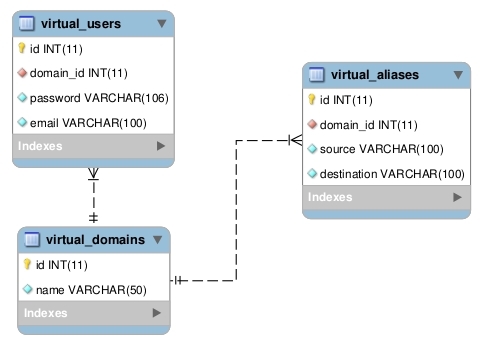 virtual_users
id INT(11)
domain_id INT(11)
password VARCHAR(106)
email VARCHAR(100)
Indexes
virtual_aliases
id INT(11)
domain_id INT(11)
source VARCHAR(100)
destination VARCHAR(100)
Indexes
virtual_domains
id INT(11)
name VARCHAR(50)
Indexes